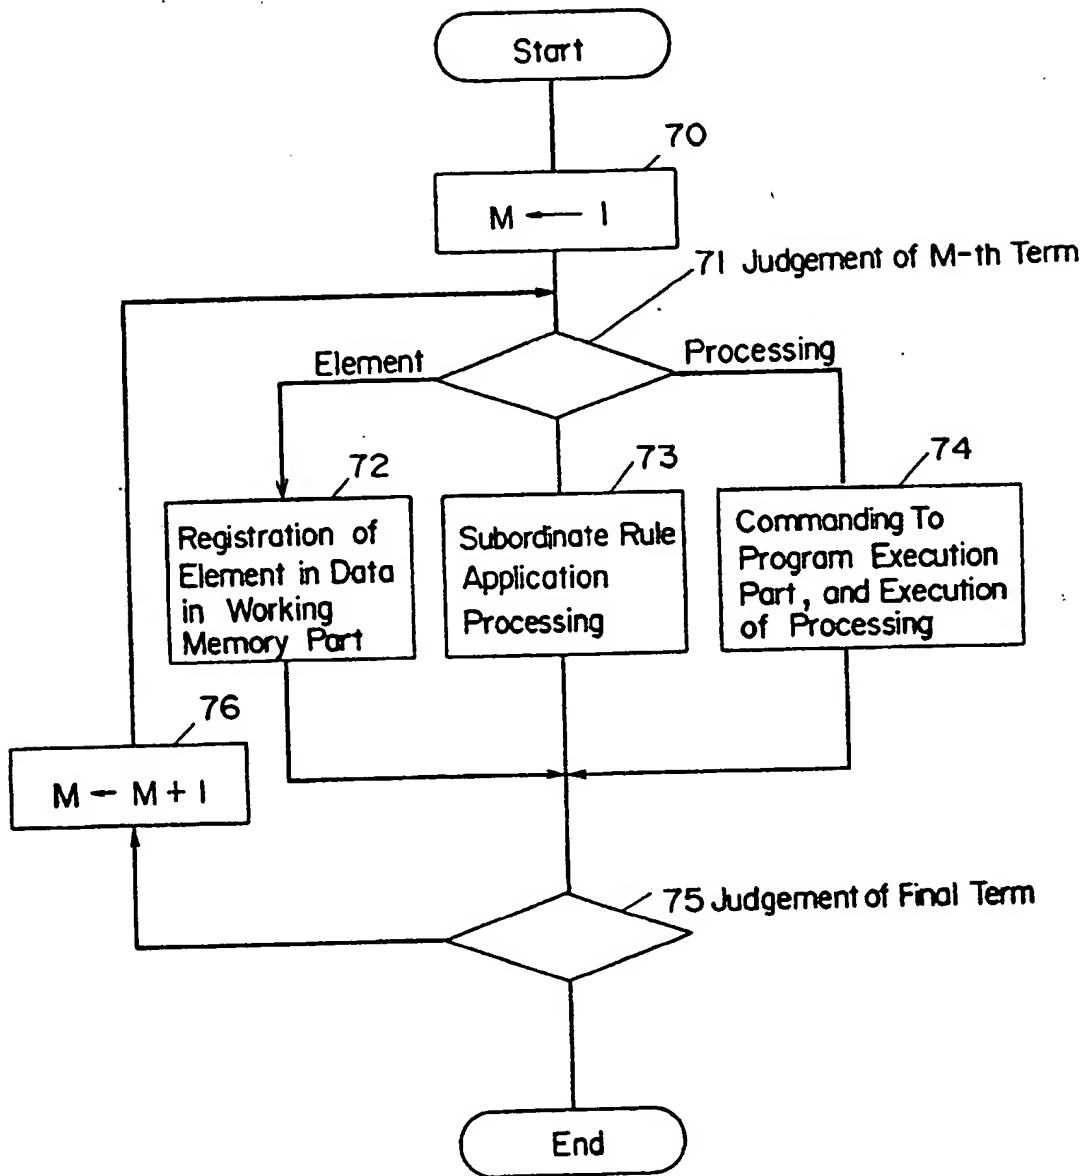 Start
70
M ← 1
71 Judgement of M-th Term
Element
Processing
72
Registration of
Element in Data
in Working
Memory Part
73
Subordinate Rule
Application
Processing
74
Commanding To
Program Execution
Part, and Execution
of Processing
76
M ← M + 1
75 Judgement of Final Term
End